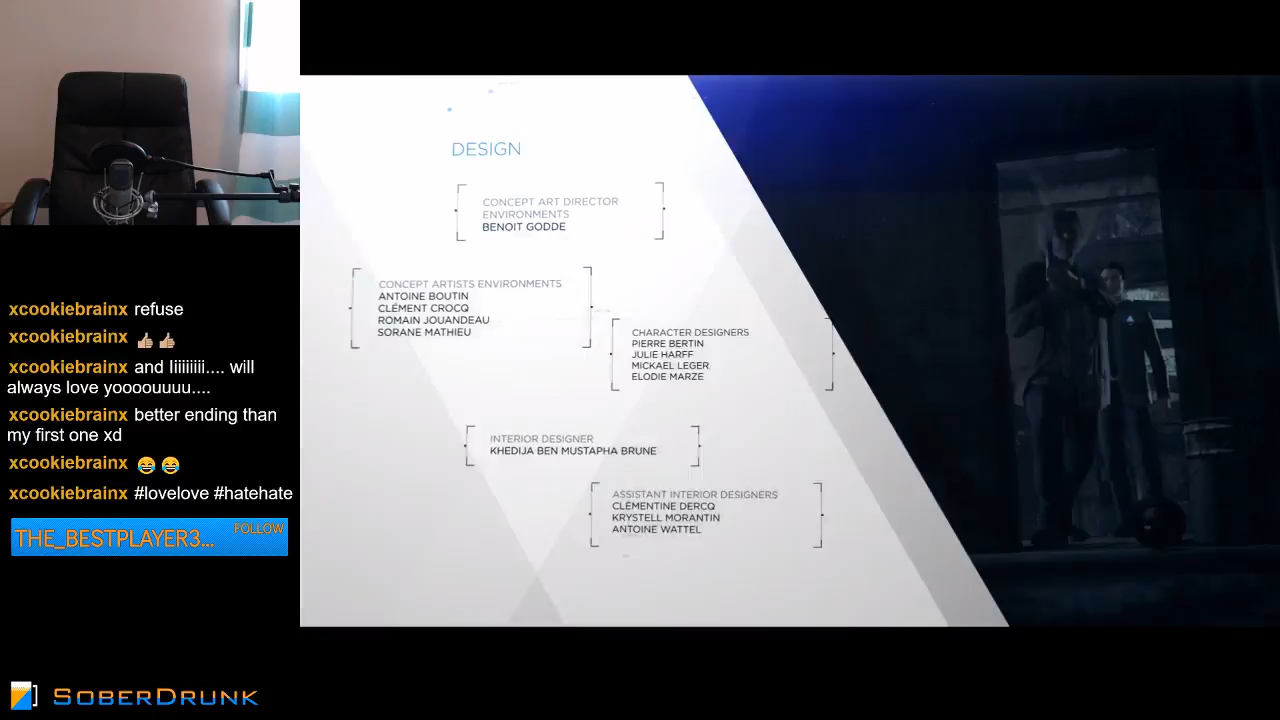 xcookiebrainx refuse
xcookiebrainx 👍🏼👍🏼
xcookiebrainx and Iiiiiiiii.... will
always love yoooouuuu....
xcookiebrainx better ending than
my first one xd
xcookiebrainx 😂😂
xcookiebrainx #lovelove #hatehate
THE_BESTPLAYER3... FOLLOW
SOBERDRUNK
DESIGN
CONCEPT ART DIRECTOR
ENVIRONMENTS
BENOIT GODDE
CONCEPT ARTISTS ENVIRONMENTS
ANTOINE BOUTIN
CLÉMENT CROCQ
ROMAIN JOUANDEAU
SORANE MATHIEU
CHARACTER DESIGNERS
PIERRE BERTIN
JULIE HARFF
MICKAEL LEGER
ELODIE MARZE
INTERIOR DESIGNER
KHEDIJA BEN MUSTAPHA BRUNE
ASSISTANT INTERIOR DESIGNERS
CLÉMENTINE DERCQ
KRYSTELL MORANTIN
ANTOINE WATTEL